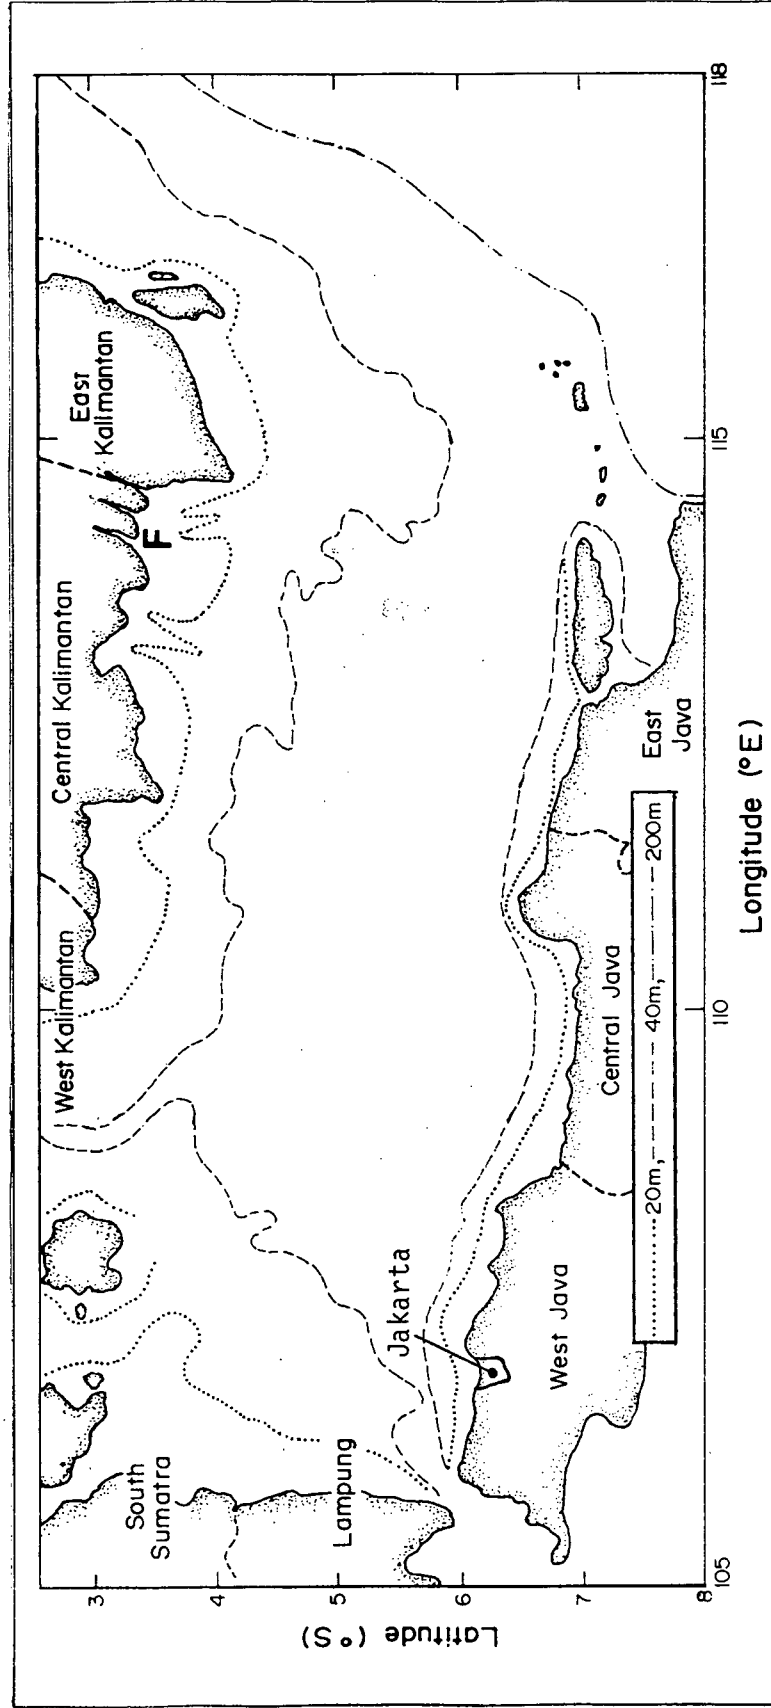 West Kalimantan
Central Kalimantan
East
Kalimantan
F
South
Sumatra
Lampung
Jakarta
West Java
Central Java
East
Java
20m, 40m, 200m
3
4
5
6
7
8
Latitude (°S)
105
110
115
118
Longitude (°E)